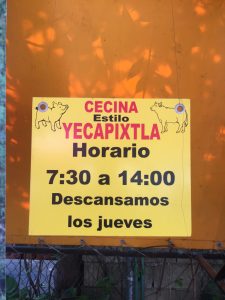 CECINA
Estilo
YECAPIXTLA
Horario
7:30 a 14:00
Descansamos
los jueves